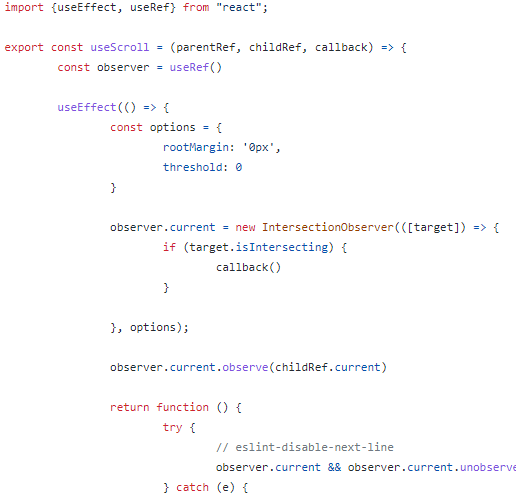 import {useEffect, useRef} from "react";
export const useScroll = (parentRef, childRef, callback) => {
const observer = useRef()
useEffect(() => {
const options = {
rootMargin: '0px',
threshold: 0
}
observer.current = new IntersectionObserver(([target]) => {
if (target.isIntersecting) {
callback()
}
}, options);
observer.current.observe(childRef.current)
return function () {
try {
// eslint-disable-next-line
observer.current && observer.current.unobserve
} catch (e) {